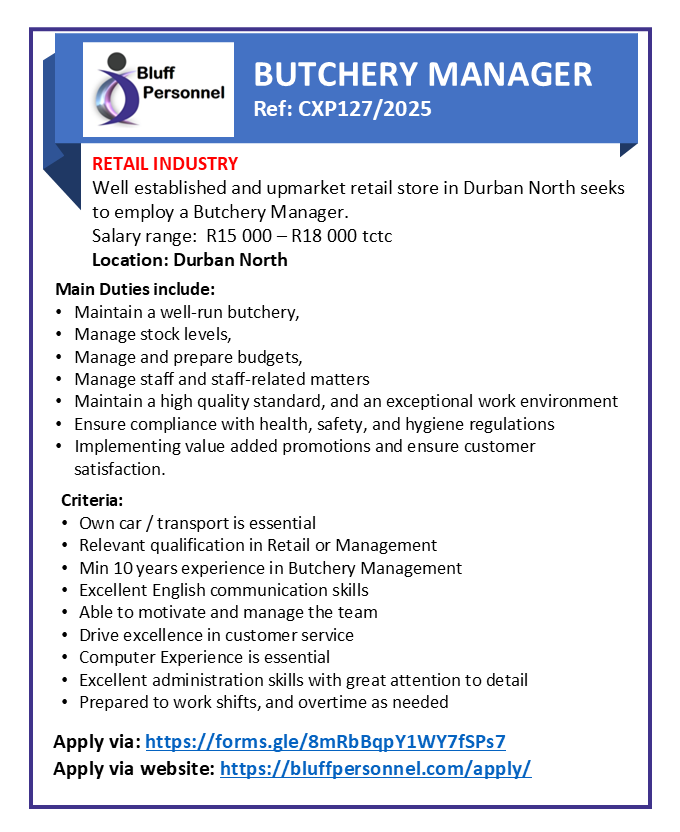 Bluff
Personnel
BUTCHERY MANAGER
Ref: CXP127/2025
RETAIL INDUSTRY
Well established and upmarket retail store in Durban North seeks
to employ a Butchery Manager.
Salary range:  R15 000 – R18 000 tctc
Location: Durban North
Main Duties include:
• Maintain a well-run butchery,
• Manage stock levels,
• Manage and prepare budgets,
• Manage staff and staff-related matters
• Maintain a high quality standard, and an exceptional work environment
• Ensure compliance with health, safety, and hygiene regulations
• Implementing value added promotions and ensure customer
satisfaction.
Criteria:
• Own car / transport is essential
• Relevant qualification in Retail or Management
• Min 10 years experience in Butchery Management
• Excellent English communication skills
• Able to motivate and manage the team
• Drive excellence in customer service
• Computer Experience is essential
• Excellent administration skills with great attention to detail
• Prepared to work shifts, and overtime as needed
Apply via: https://forms.gle/8mRbBqpY1WY7fSPs7
Apply via website: https://bluffpersonnel.com/apply/